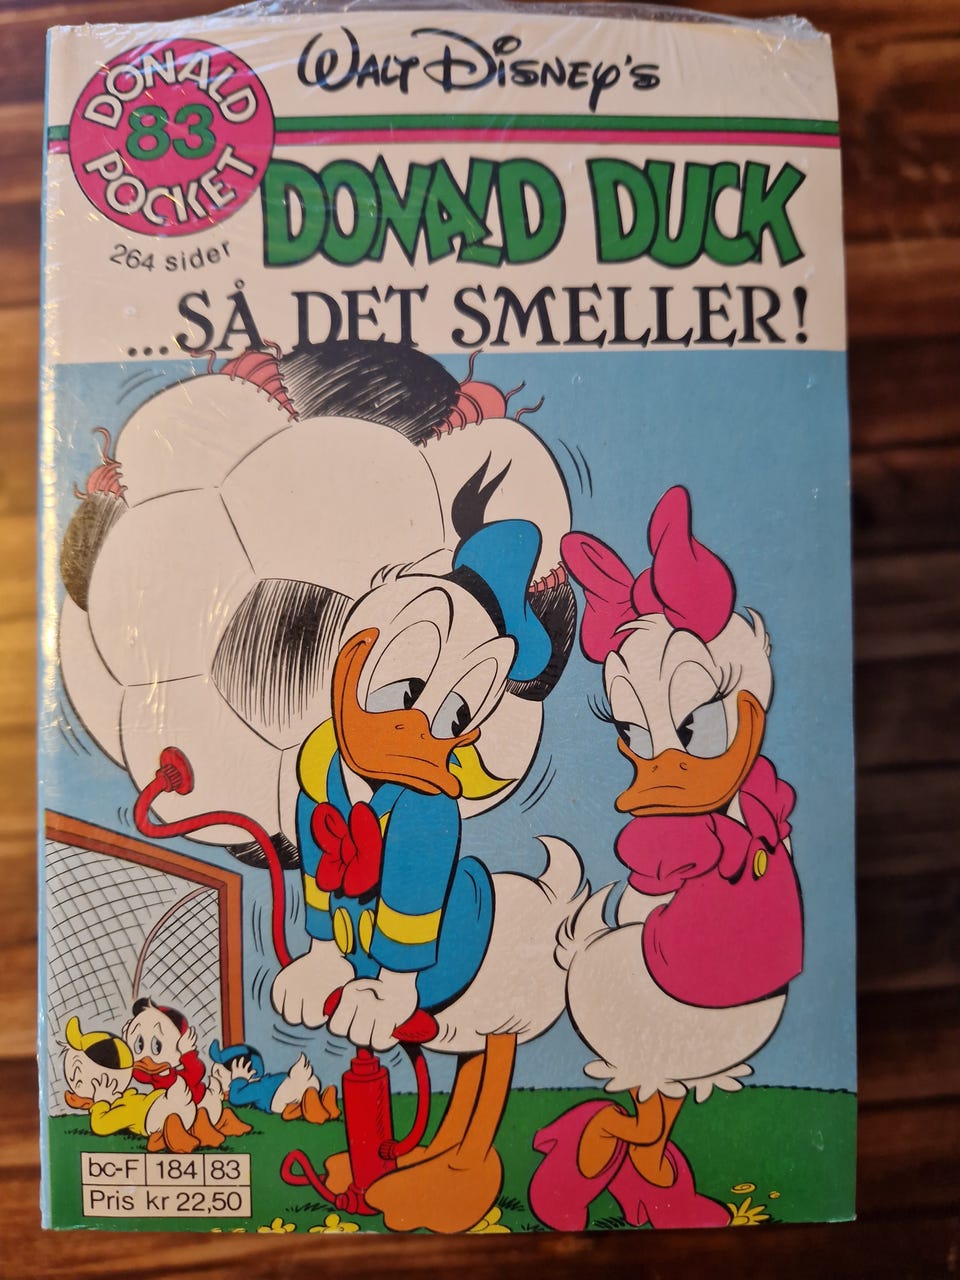 DONALD
83
POCKET
WALT DISNEY'S
264 sider
DONALD DUCK
...SÅ DET SMELLER!
bc-F 184 83
Pris kr 22,50